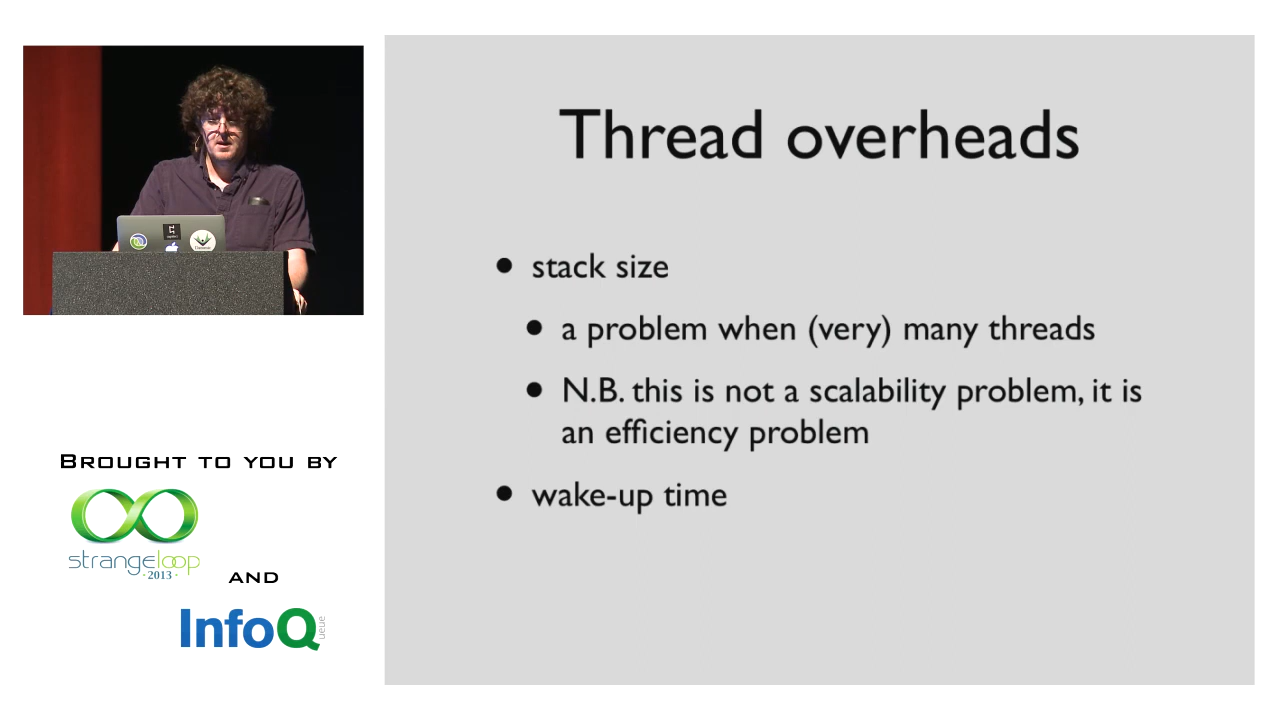 Thread overheads
• stack size
• a problem when (very) many threads
• N.B. this is not a scalability problem, it is
an efficiency problem
• wake-up time
BROUGHT TO YOU BY
strangeloop
· 2013 ·
AND
InfoQ
ueue